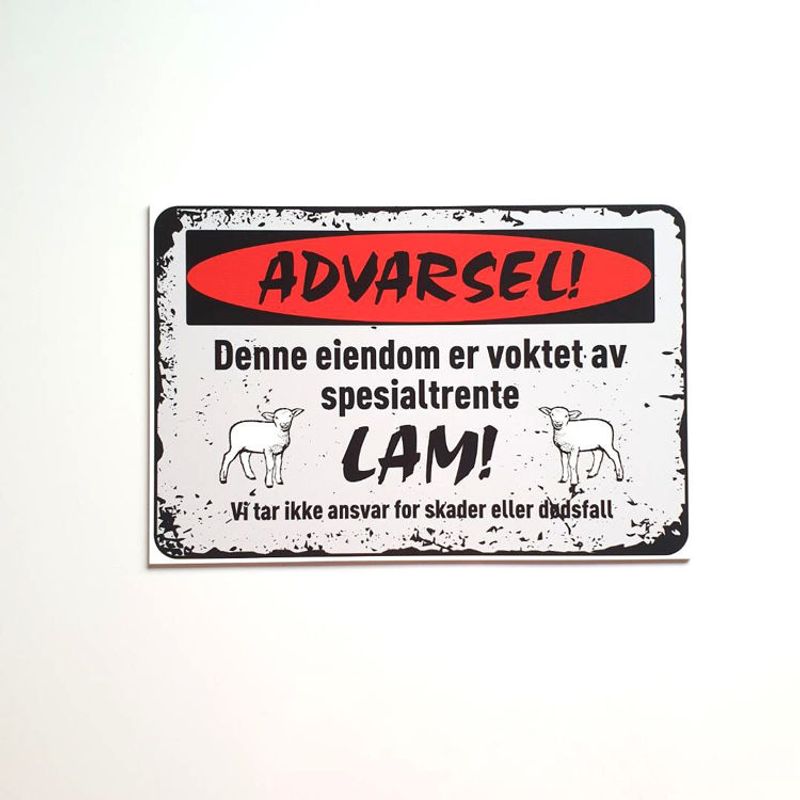 ADVARSEL!
Denne eiendom er voktet av
spesialtrente
LAM!
Vi tar ikke ansvar for skader eller dødsfall